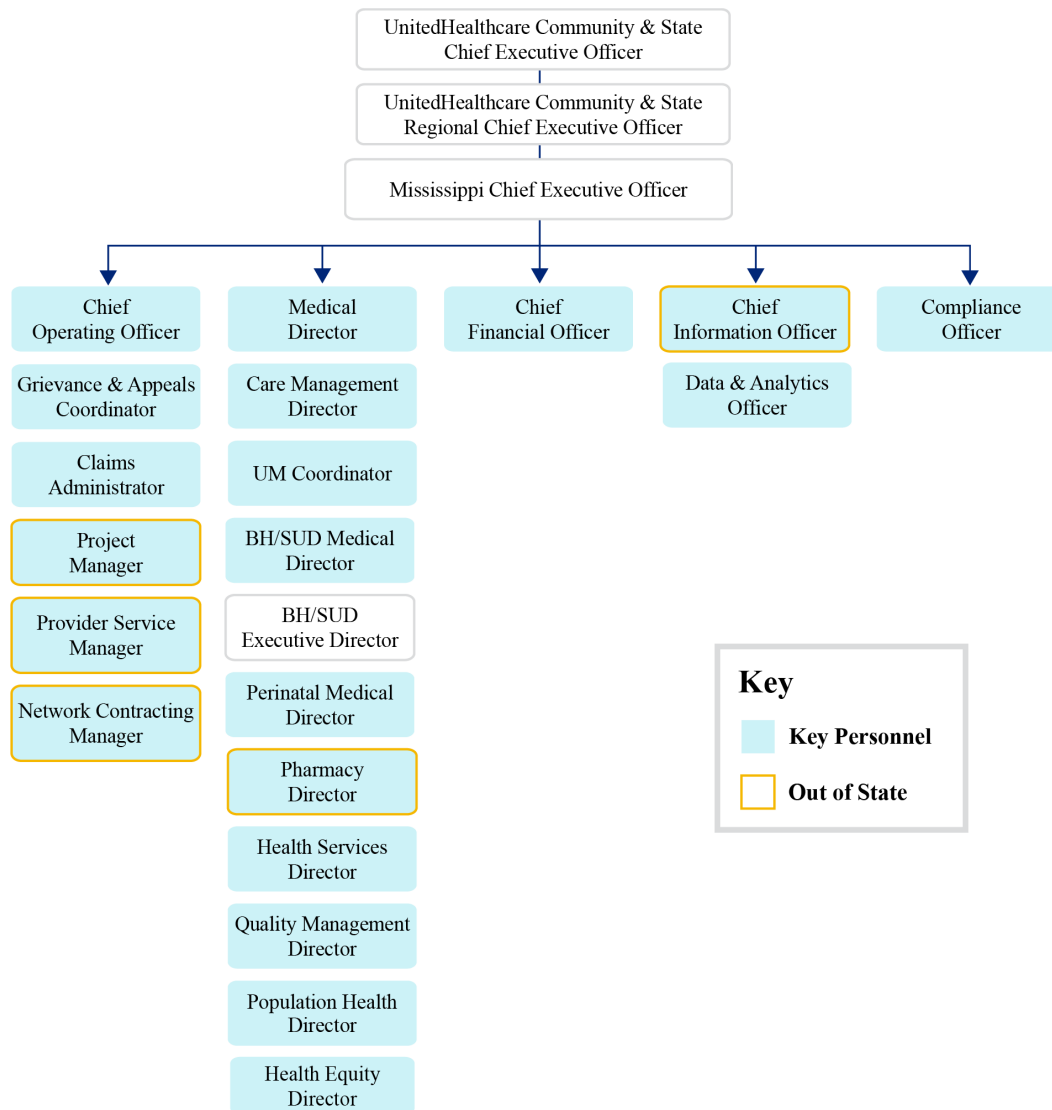 UnitedHealthcare Community & State
Chief Executive Officer
UnitedHealthcare Community & State
Regional Chief Executive Officer
Mississippi Chief Executive Officer
Chief
Operating Officer
Grievance & Appeals
Coordinator
Claims
Administrator
Project
Manager
Provider Service
Manager
Network Contracting
Manager
Medical
Director
Care Management
Director
UM Coordinator
BH/SUD Medical
Director
BH/SUD
Executive Director
Perinatal Medical
Director
Pharmacy
Director
Health Services
Director
Quality Management
Director
Population Health
Director
Health Equity
Director
Chief
Financial Officer
Chief
Information Officer
Data & Analytics
Officer
Compliance
Officer
Key
Key Personnel
Out of State